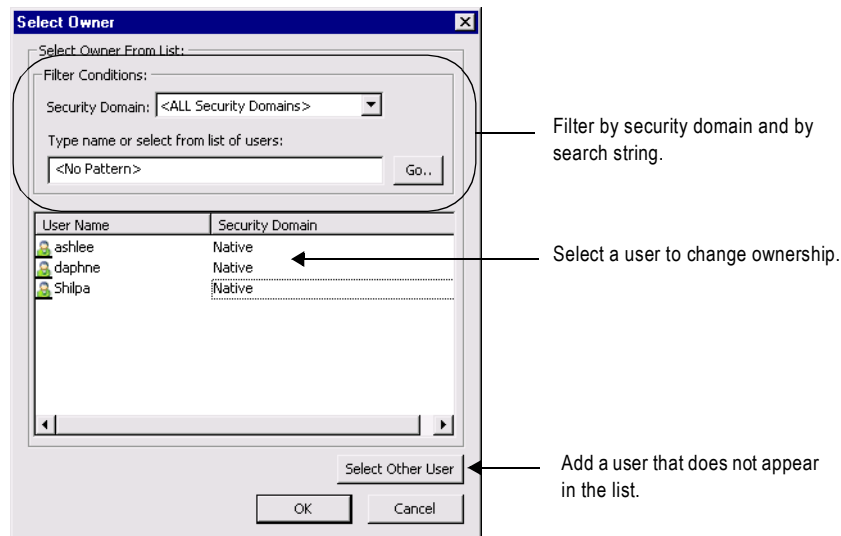 Select Owner
Select Owner From List:
Filter Conditions:
Security Domain: <ALL Security Domains>
Type name or select from list of users:
<No Pattern>
Go..
Filter by security domain and by
search string.
User Name Security Domain
ashlee Native
daphne Native
Shilpa Native
Select a user to change ownership.
Select Other User
Add a user that does not appear
in the list.
OK Cancel